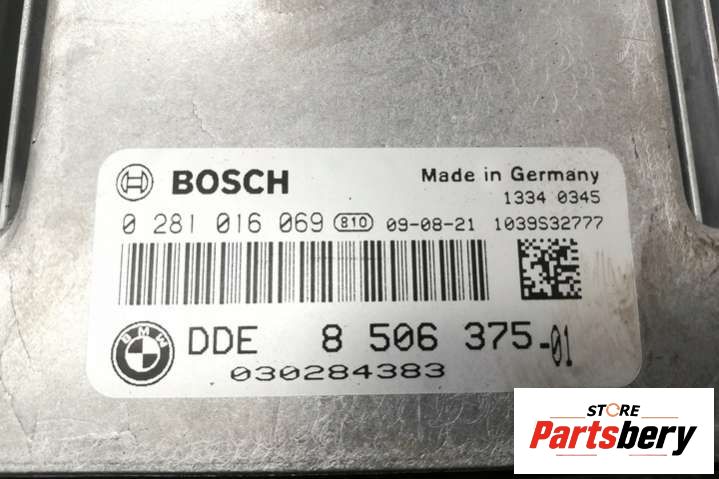 BOSCH Made in Germany
1334 0345
0 281 016 069 810 09-08-21 1039S32777
BMW DDE 8 506 375-01
030284383
STORE
Partsbery